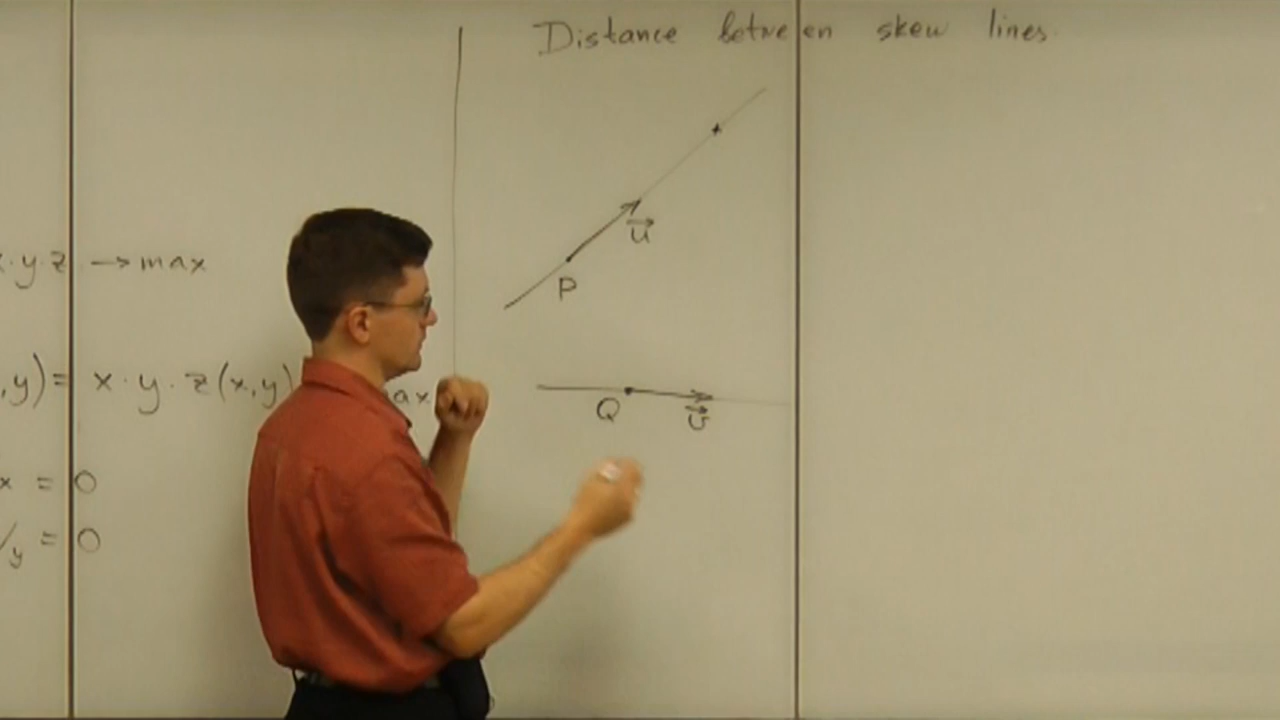 Distance between skew lines.
x·y·z → max
,y) = x·y·z(x,y) ax
u⃗
P
Q v⃗
x = 0
y = 0